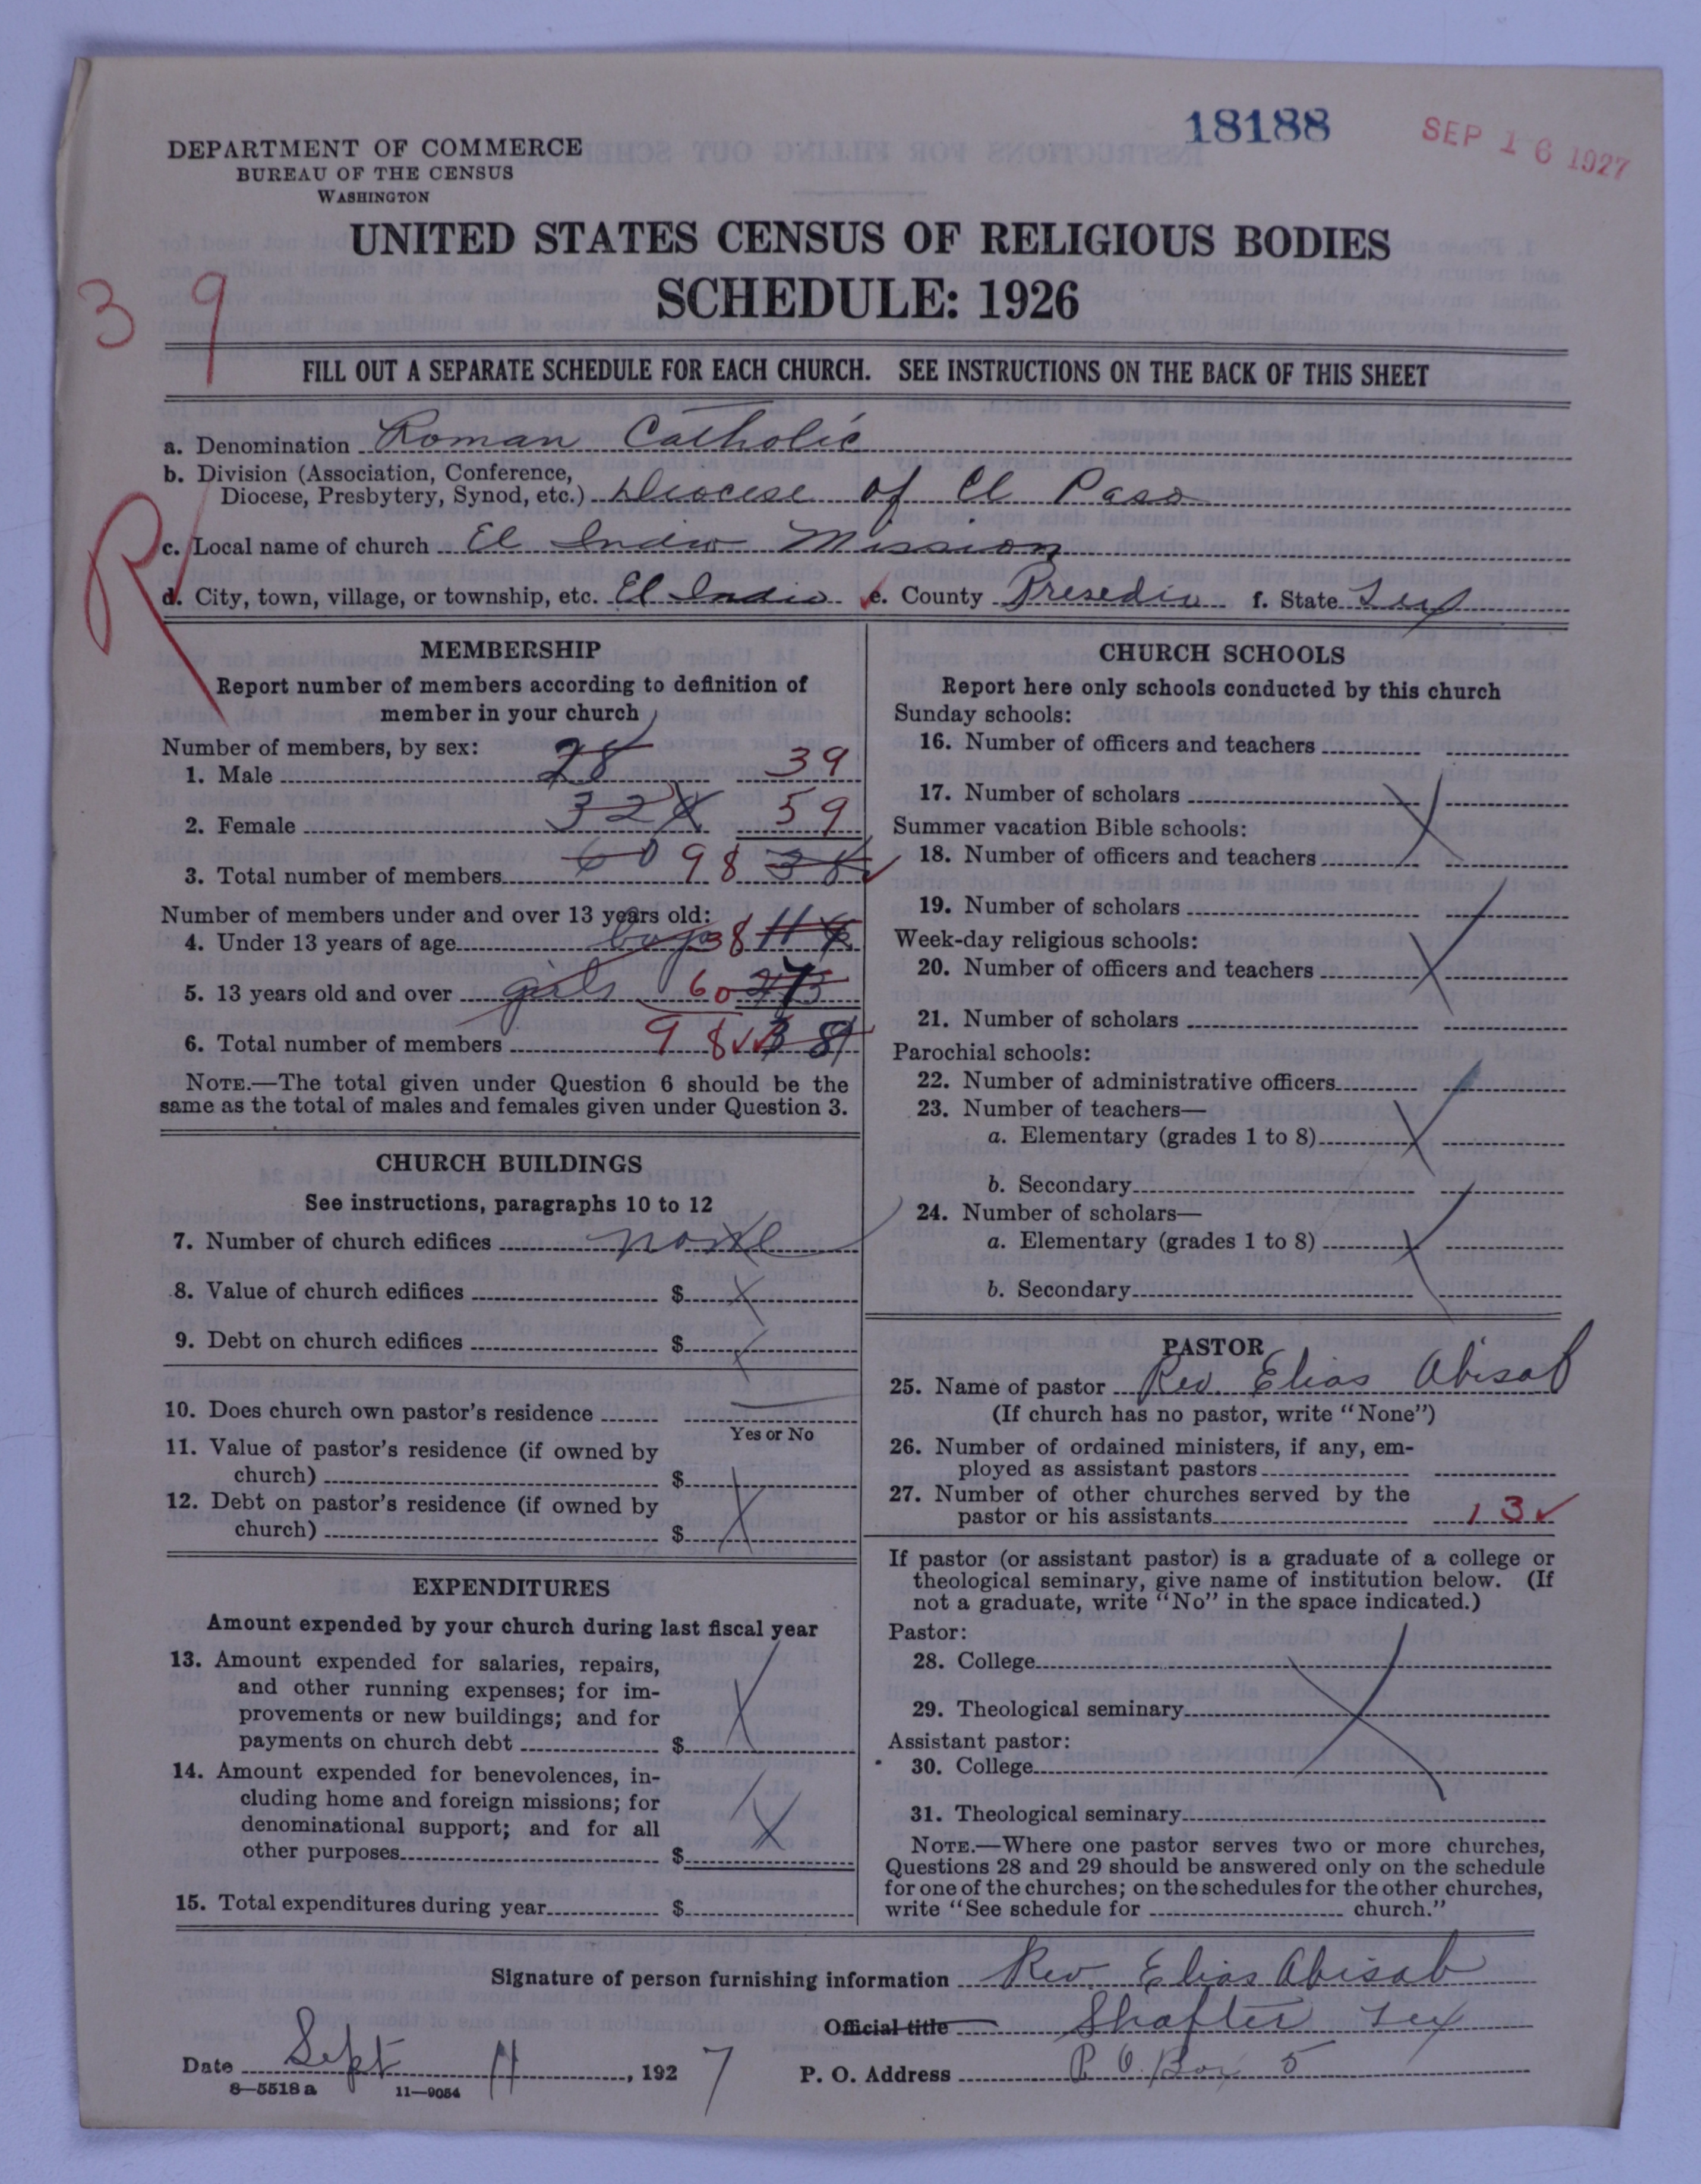 18188
SEP 16 1927
DEPARTMENT OF COMMERCE
BUREAU OF THE CENSUS
WASHINGTON
UNITED STATES CENSUS OF RELIGIOUS BODIES
SCHEDULE: 1926
39
FILL OUT A SEPARATE SCHEDULE FOR EACH CHURCH. SEE INSTRUCTIONS ON THE BACK OF THIS SHEET
a. Denomination Roman Catholic
b. Division (Association, Conference,
Diocese, Presbytery, Synod, etc.) Diocese of El Paso
R
c. Local name of church El Indio Mission
d. City, town, village, or township, etc. El Indio e. County Presedio f. State Tex
MEMBERSHIP
Report number of members according to definition of
member in your church
Number of members, by sex:
1. Male 28 39
2. Female 32 59
3. Total number of members 60 98 38
Number of members under and over 13 years old:
4. Under 13 years of age boys 38 11
5. 13 years old and over girls 60 27
6. Total number of members 98 38
NOTE.—The total given under Question 6 should be the
same as the total of males and females given under Question 3.
CHURCH BUILDINGS
See instructions, paragraphs 10 to 12
7. Number of church edifices none
8. Value of church edifices $ X
9. Debt on church edifices $ X
10. Does church own pastor's residence
Yes or No
11. Value of pastor's residence (if owned by
church) $
12. Debt on pastor's residence (if owned by
church) $
EXPENDITURES
Amount expended by your church during last fiscal year
13. Amount expended for salaries, repairs,
and other running expenses; for im-
provements or new buildings; and for
payments on church debt $
14. Amount expended for benevolences, in-
cluding home and foreign missions; for
denominational support; and for all
other purposes $
15. Total expenditures during year $
CHURCH SCHOOLS
Report here only schools conducted by this church
Sunday schools:
16. Number of officers and teachers
17. Number of scholars
Summer vacation Bible schools:
18. Number of officers and teachers
19. Number of scholars
Week-day religious schools:
20. Number of officers and teachers
21. Number of scholars
Parochial schools:
22. Number of administrative officers
23. Number of teachers—
a. Elementary (grades 1 to 8)
b. Secondary
24. Number of scholars—
a. Elementary (grades 1 to 8)
b. Secondary
PASTOR
25. Name of pastor Rev Elias Abisab
(If church has no pastor, write "None")
26. Number of ordained ministers, if any, em-
ployed as assistant pastors
27. Number of other churches served by the
pastor or his assistants 13
If pastor (or assistant pastor) is a graduate of a college or
theological seminary, give name of institution below. (If
not a graduate, write "No" in the space indicated.)
Pastor:
28. College
29. Theological seminary
Assistant pastor:
30. College
31. Theological seminary
NOTE.—Where one pastor serves two or more churches,
Questions 28 and 29 should be answered only on the schedule
for one of the churches; on the schedules for the other churches,
write "See schedule for church."
Signature of person furnishing information Rev Elias Abisab
Official title Shafter Tex
Date Sept 11, 1927 P. O. Address P. O. Box 5
8—5518 a 11—9054